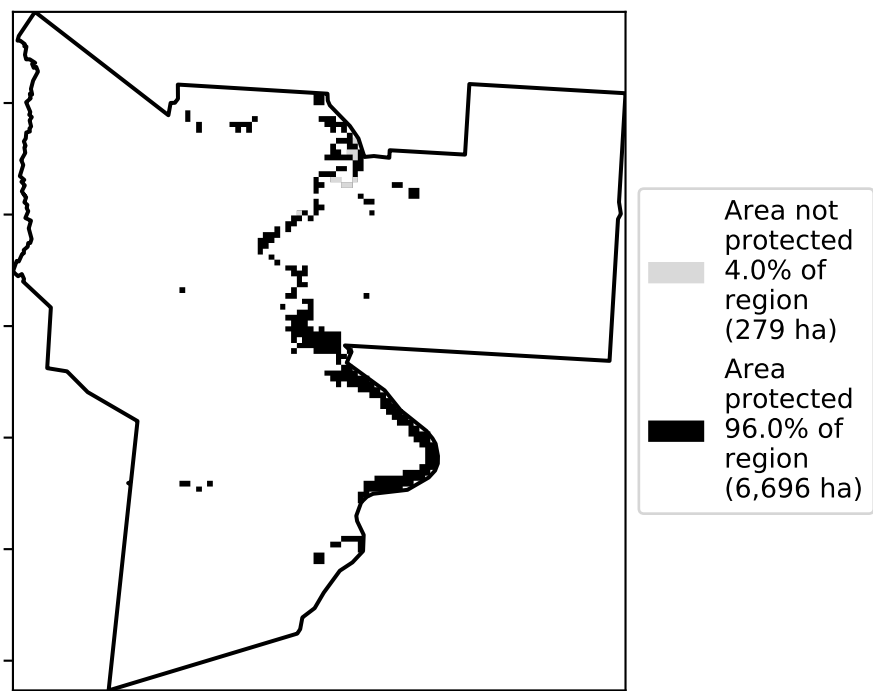 Area not
protected
4.0% of
region
(279 ha)
Area
protected
96.0% of
region
(6,696 ha)